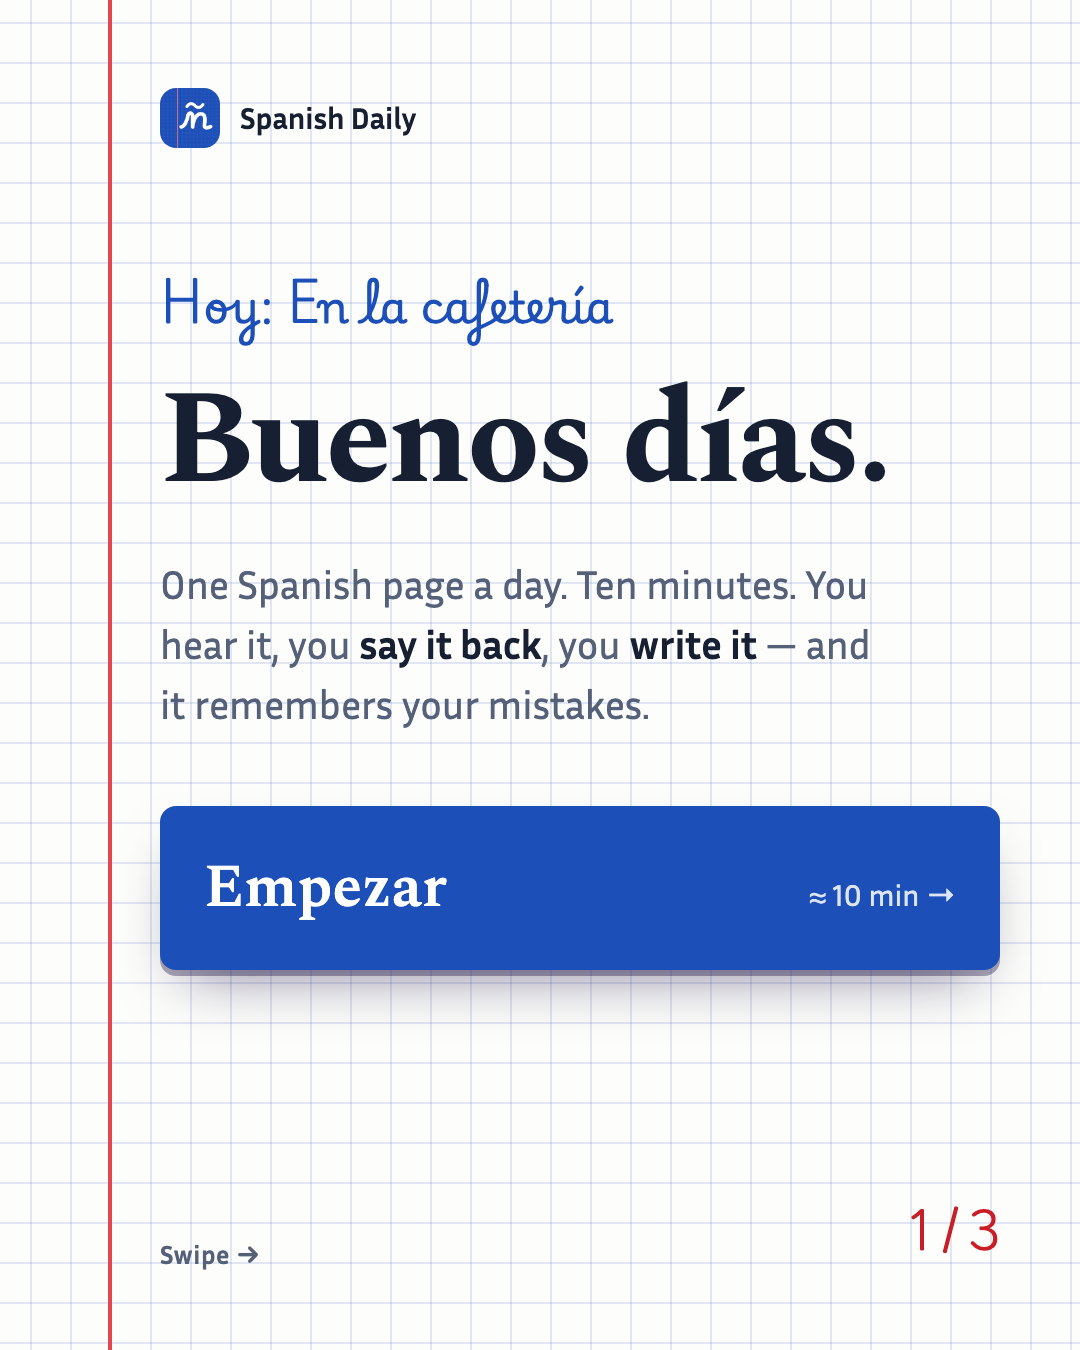 ñ
Spanish Daily
Hoy: En la cafetería
Buenos días.
One Spanish page a day. Ten minutes. You
hear it, you say it back, you write it — and
it remembers your mistakes.
Empezar
≈10 min →
Swipe →
1/3